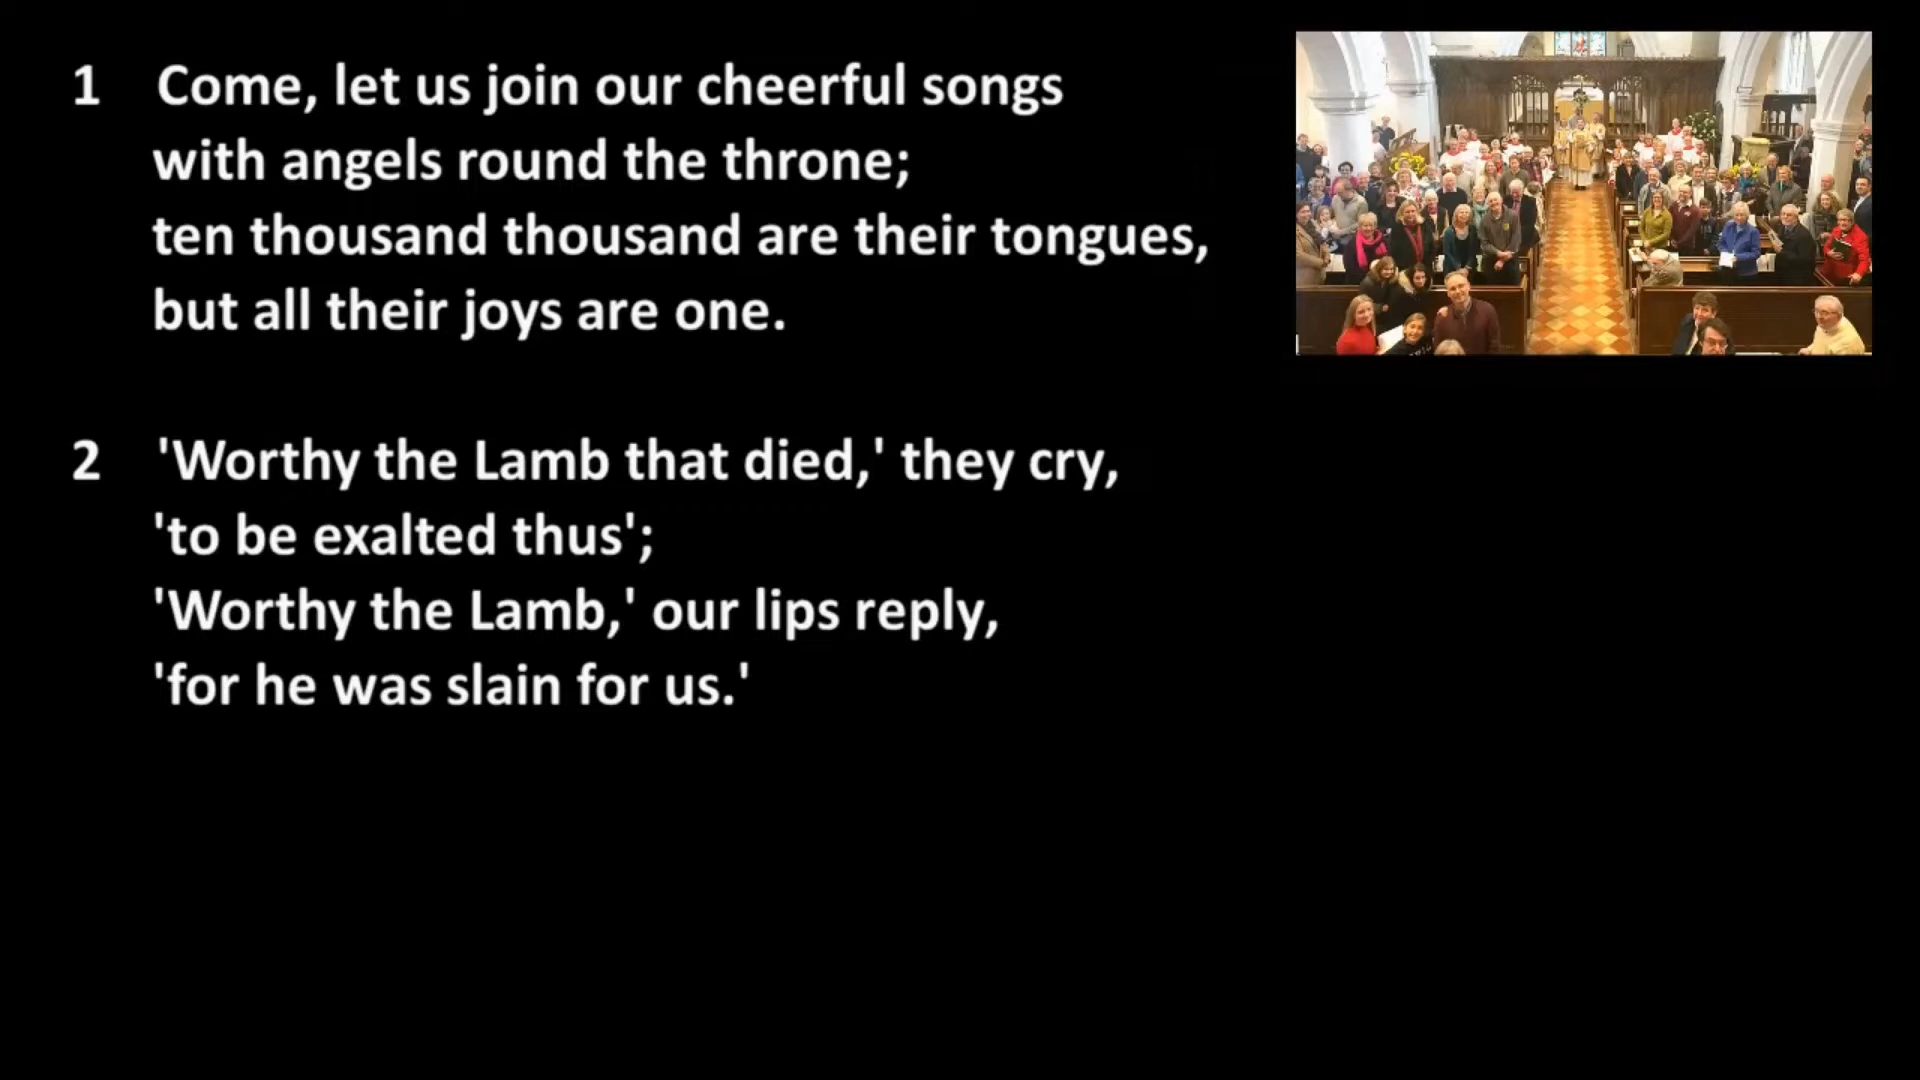 1 Come, let us join our cheerful songs
with angels round the throne;
ten thousand thousand are their tongues,
but all their joys are one.
2 'Worthy the Lamb that died,' they cry,
'to be exalted thus';
'Worthy the Lamb,' our lips reply,
'for he was slain for us.'